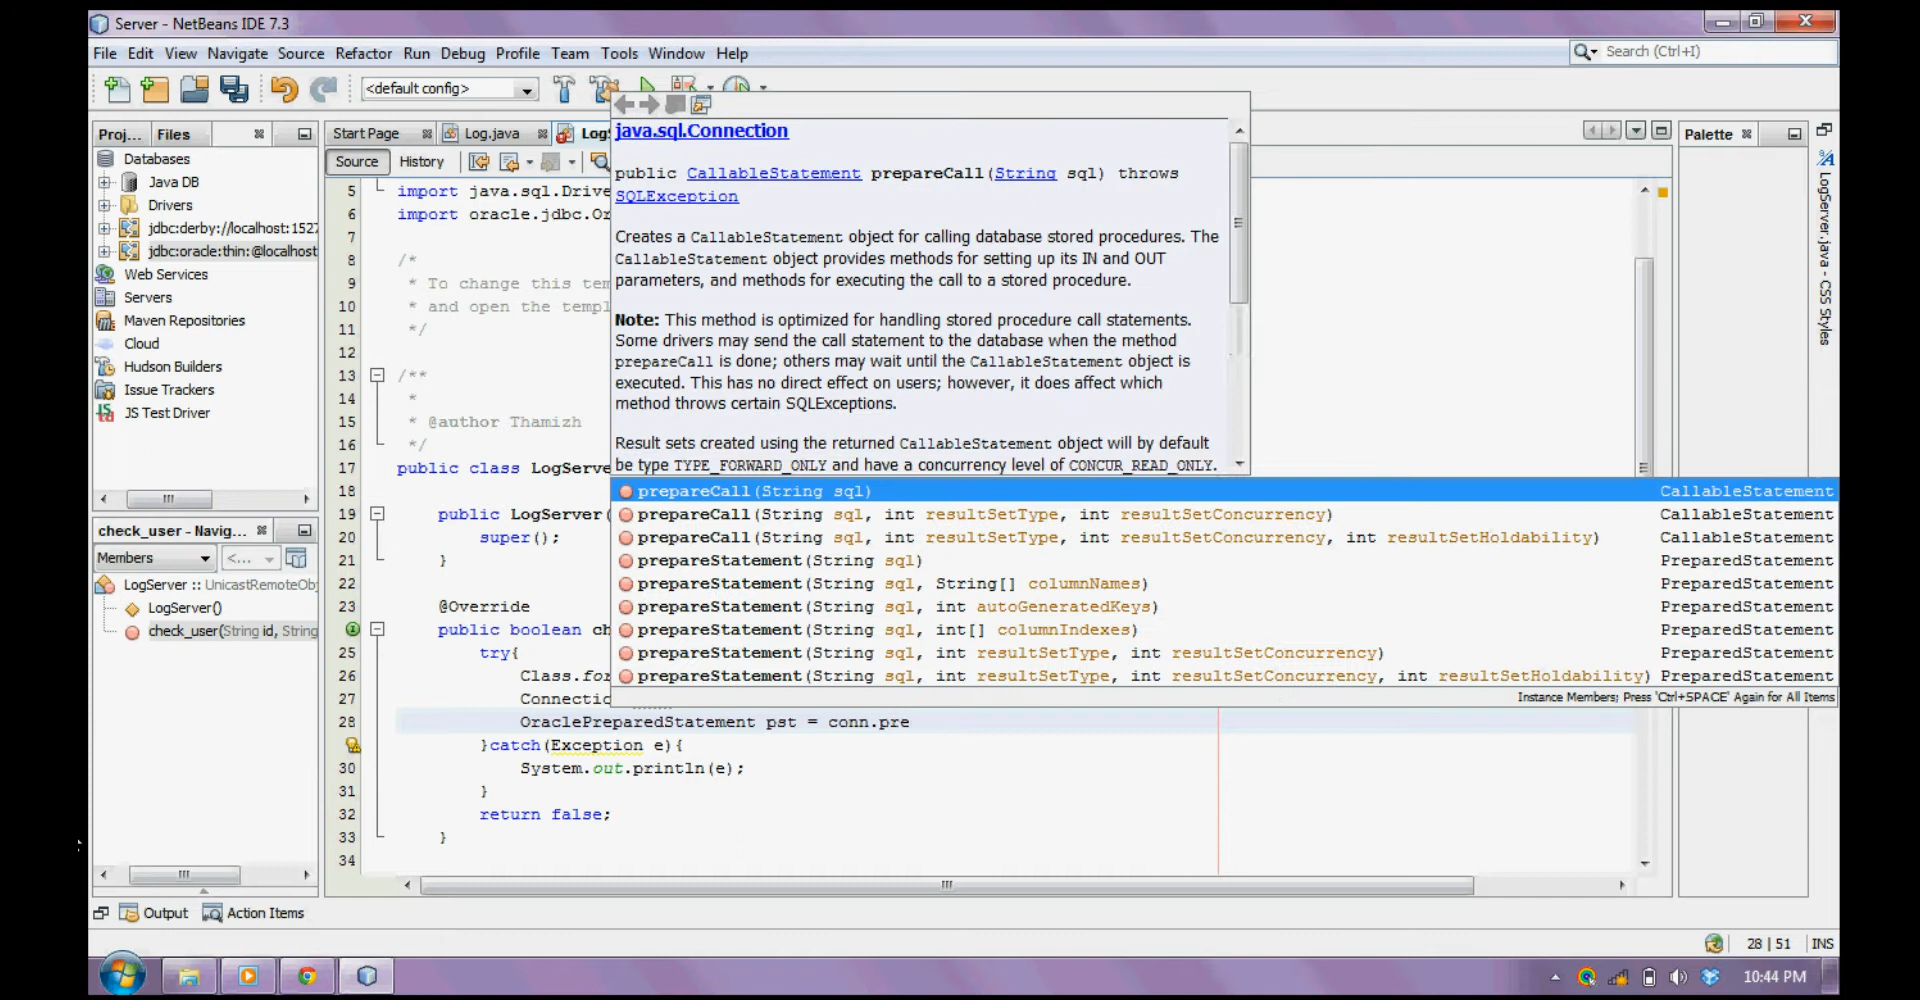 Server - NetBeans IDE 7.3
File Edit View Navigate Source Refactor Run Debug Profile Team Tools Window Help
Search (Ctrl+I)
<default config>
Proj... Files
Databases
Java DB
Drivers
jdbc:derby://localhost:1527
jdbc:oracle:thin:@localhost
Web Services
Servers
Maven Repositories
Cloud
Hudson Builders
Issue Trackers
JS Test Driver
check_user - Navig...
Members <...
LogServer :: UnicastRemoteObj
LogServer()
check_user(String id, String
Start Page Log.java LogS
Source History
5 import java.sql.Drive
6 import oracle.jdbc.Or
7
8 /*
9 * To change this tem
10 * and open the templ
11 */
12
13 /**
14 *
15 * @author Thamizh
16 */
17 public class LogServe
18
19 public LogServer(
20 super();
21 }
22
23 @Override
public boolean ch
25 try{
26 Class.for
27 Connectio
28 OraclePreparedStatement pst = conn.pre
}catch(Exception e){
30 System.out.println(e);
31 }
32 return false;
33 }
34
java.sql.Connection
public CallableStatement prepareCall(String sql) throws
SQLException
Creates a CallableStatement object for calling database stored procedures. The
CallableStatement object provides methods for setting up its IN and OUT
parameters, and methods for executing the call to a stored procedure.
Note: This method is optimized for handling stored procedure call statements.
Some drivers may send the call statement to the database when the method
prepareCall is done; others may wait until the CallableStatement object is
executed. This has no direct effect on users; however, it does affect which
method throws certain SQLExceptions.
Result sets created using the returned CallableStatement object will by default
be type TYPE_FORWARD_ONLY and have a concurrency level of CONCUR_READ_ONLY.
prepareCall(String sql) CallableStatement
prepareCall(String sql, int resultSetType, int resultSetConcurrency) CallableStatement
prepareCall(String sql, int resultSetType, int resultSetConcurrency, int resultSetHoldability) CallableStatement
prepareStatement(String sql) PreparedStatement
prepareStatement(String sql, String[] columnNames) PreparedStatement
prepareStatement(String sql, int autoGeneratedKeys) PreparedStatement
prepareStatement(String sql, int[] columnIndexes) PreparedStatement
prepareStatement(String sql, int resultSetType, int resultSetConcurrency) PreparedStatement
prepareStatement(String sql, int resultSetType, int resultSetConcurrency, int resultSetHoldability) PreparedStatement
Instance Members; Press 'Ctrl+SPACE' Again for All Items
Palette
LogServer.java - CSS Styles
Output Action Items
28 | 51 INS
10:44 PM